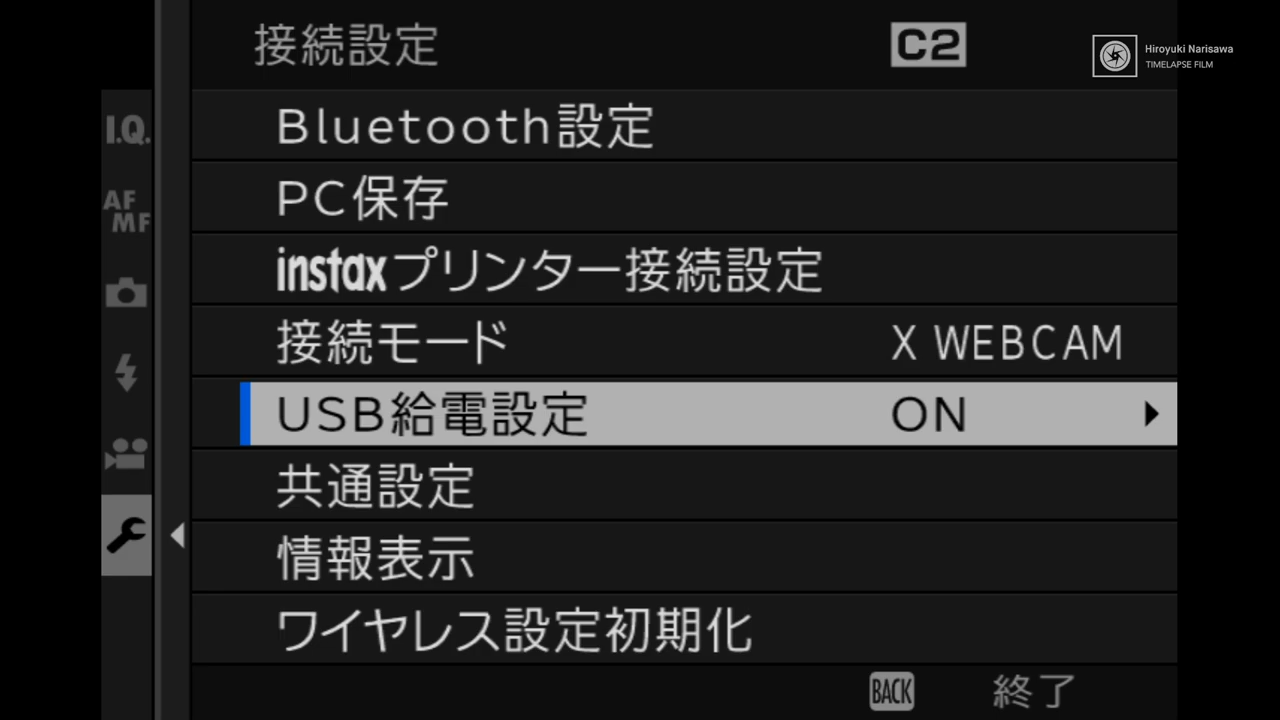 接続設定 C2
Hiroyuki Narisawa
TIMELAPSE FILM
I.Q.
AF
MF
Bluetooth設定
PC保存
instaxプリンター接続設定
接続モード X WEBCAM
USB給電設定 ON
共通設定
情報表示
ワイヤレス設定初期化
BACK 終了